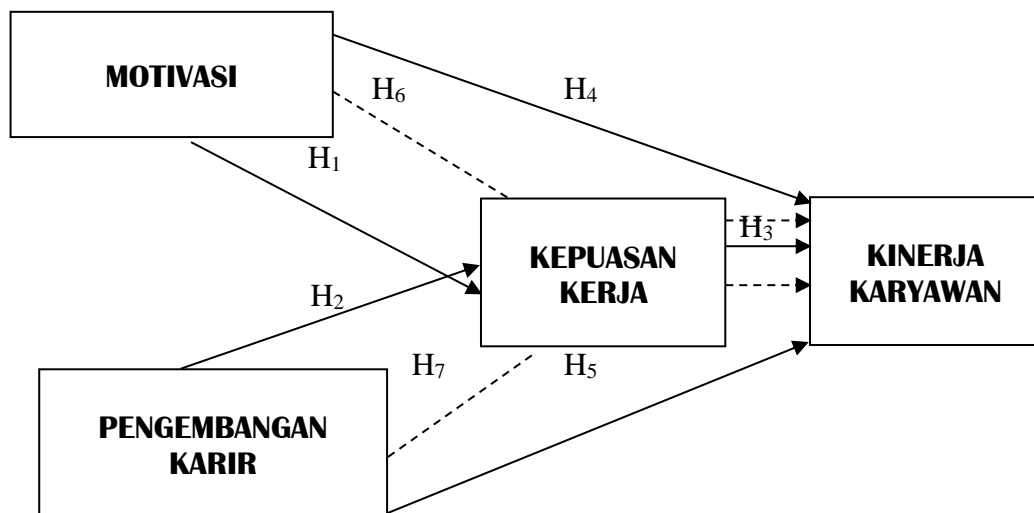 MOTIVASI
H6
H4
H1
KEPUASAN
KERJA
H3
KINERJA
KARYAWAN
H2
H7
H5
PENGEMBANGAN
KARIR